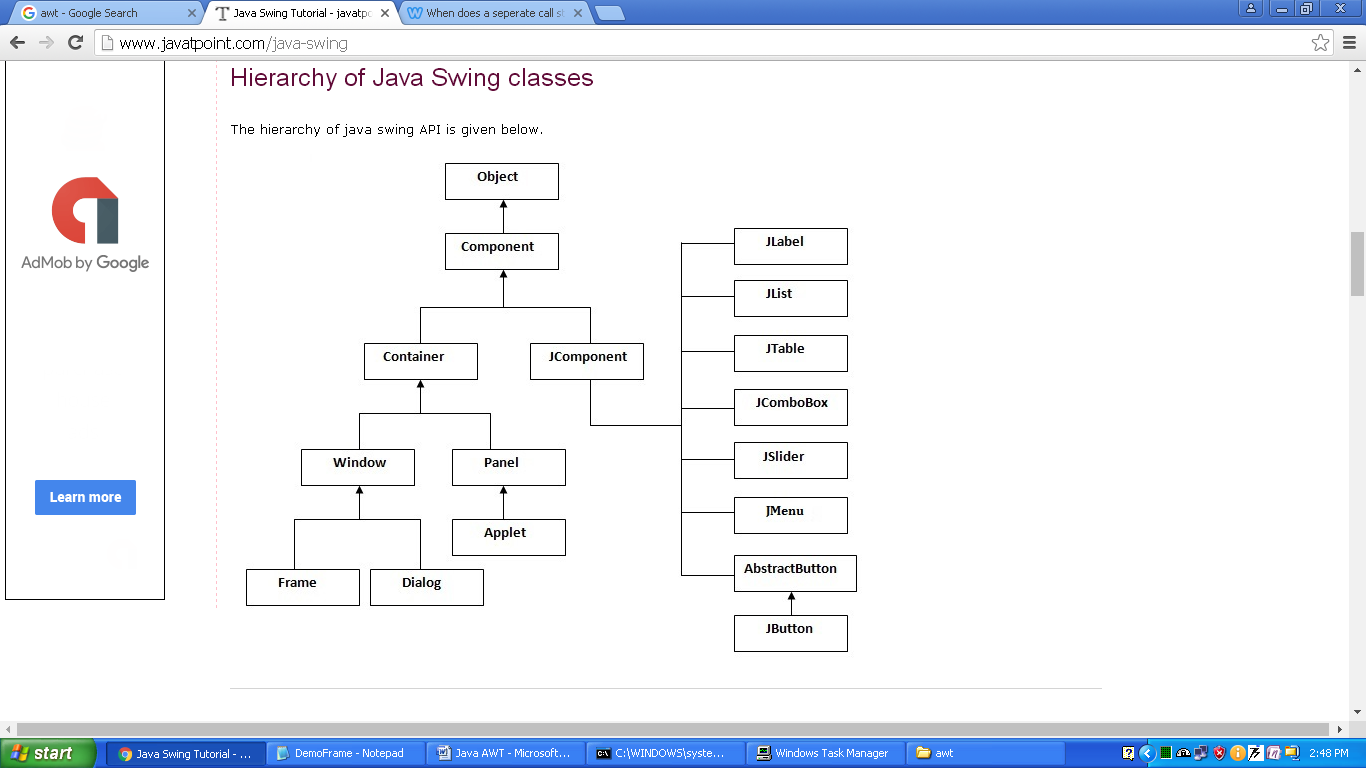 awt - Google Search
Java Swing Tutorial - javatpo
When does a seperate call st
www.javatpoint.com/java-swing
Hierarchy of Java Swing classes
The hierarchy of java swing API is given below.
AdMob by Google
Learn more
Object
Component
Container
JComponent
Window
Panel
Applet
Frame
Dialog
JLabel
JList
JTable
JComboBox
JSlider
JMenu
AbstractButton
JButton
start
Java Swing Tutorial - ...
DemoFrame - Notepad
Java AWT - Microsoft...
C:\WINDOWS\syste...
Windows Task Manager
awt
2:48 PM